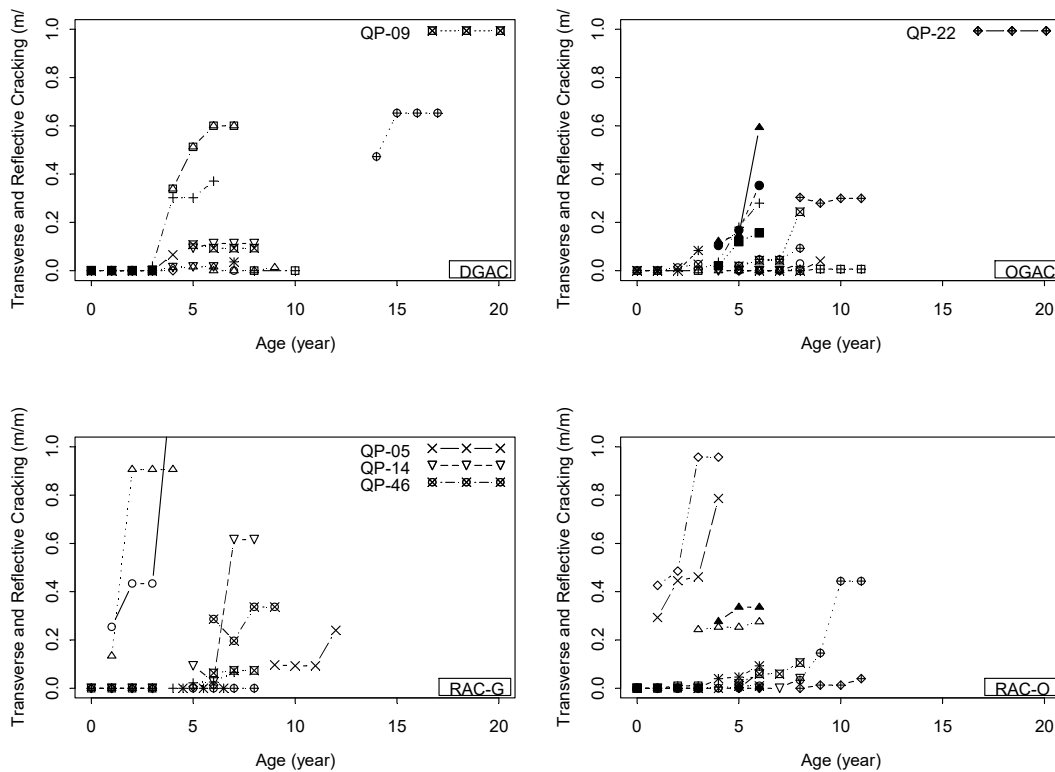 Transverse and Reflective Cracking (m/
1.0
0.8
0.6
0.4
0.2
0.0
QP-09
DGAC
0 5 10 15 20
Age (year)
Transverse and Reflective Cracking (m/
1.0
0.8
0.6
0.4
0.2
0.0
QP-22
OGAC
0 5 10 15 20
Age (year)
Transverse and Reflective Cracking (m/m)
1.0
0.8
0.6
0.4
0.2
0.0
QP-05
QP-14
QP-46
RAC-G
0 5 10 15 20
Age (year)
Transverse and Reflective Cracking (m/m)
1.0
0.8
0.6
0.4
0.2
0.0
RAC-O
0 5 10 15 20
Age (year)